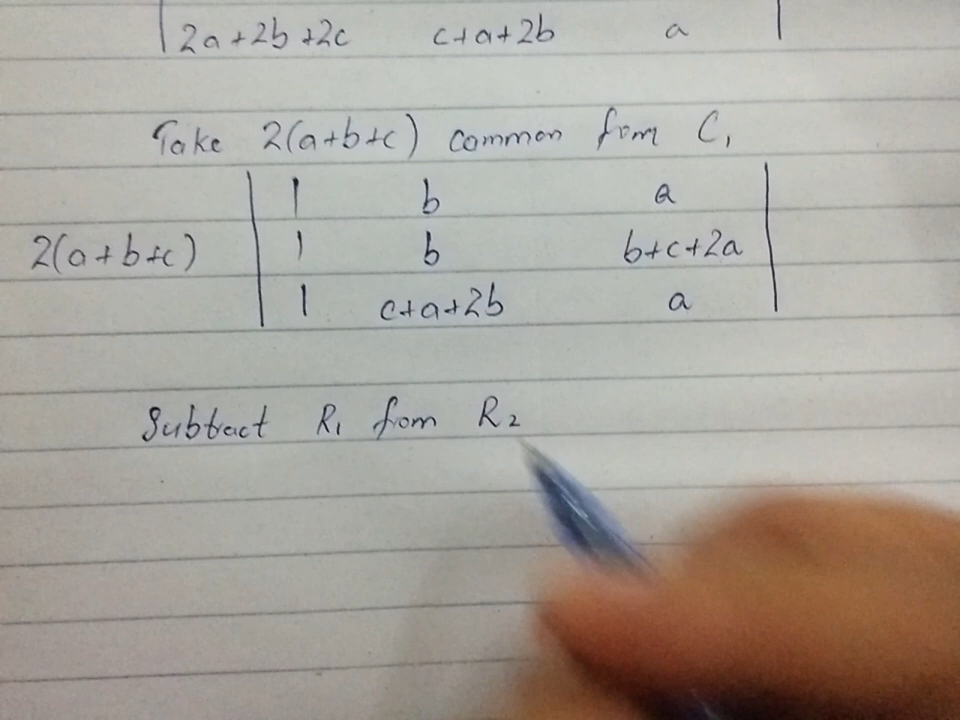 | 2a+2b+2c c+a+2b a |
Take 2(a+b+c) common from C₁
| 1 b a |
2(a+b+c) | 1 b b+c+2a |
| 1 c+a+2b a |
Subtract R₁ from R₂